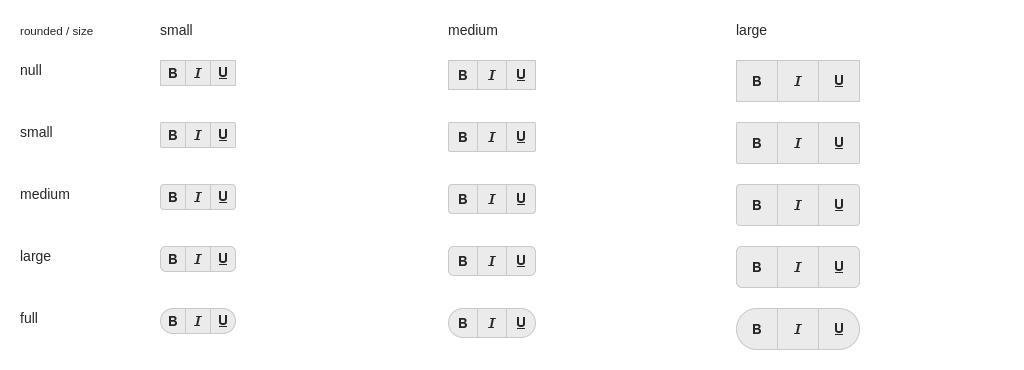 rounded / size small medium large
null B I U B I U B I U
small B I U B I U B I U
medium B I U B I U B I U
large B I U B I U B I U
full B I U B I U B I U